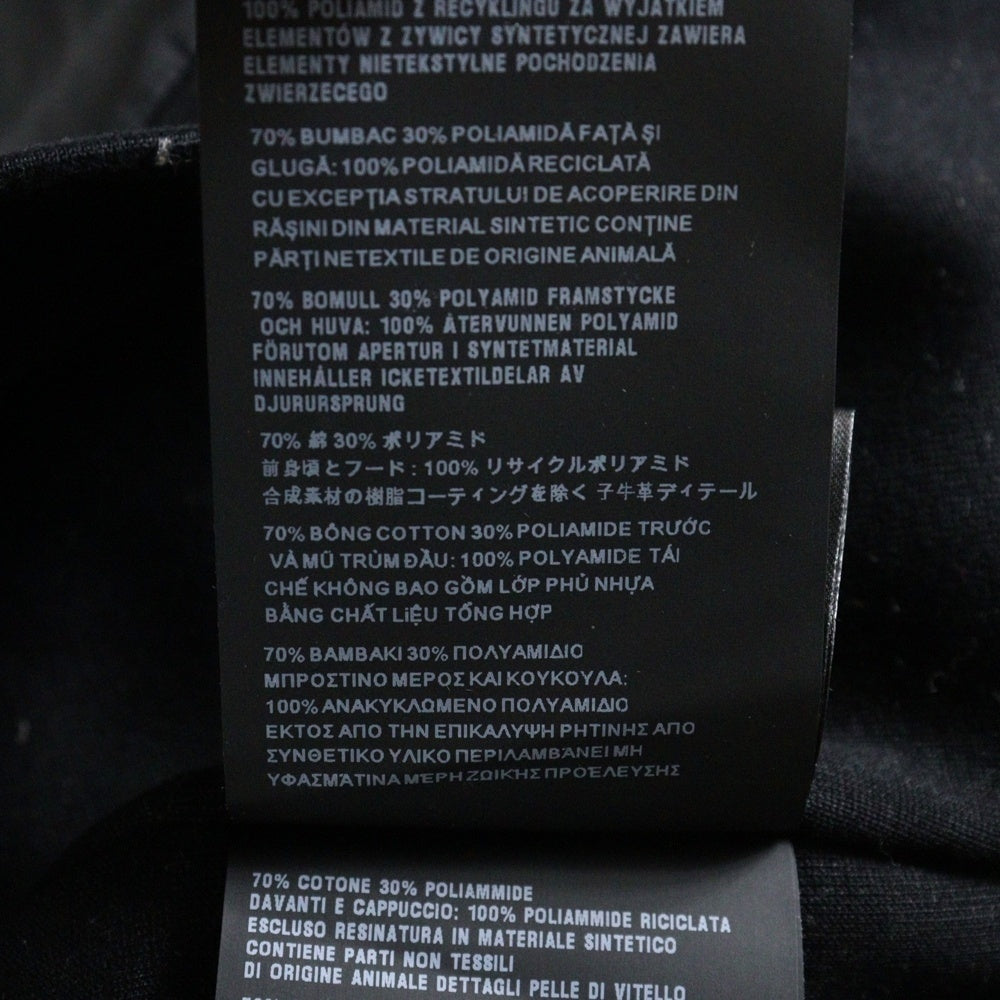 100% POLIAMID Z RECYKLINGU ZA WYJATKIEM
ELEMENTÓW Z ZYWICY SYNTETYCZNEJ ZAWIERA
ELEMENTY NIETEKSTYLNE POCHODZENIA
ZWIERZECEGO
70% BUMBAC 30% POLIAMIDĂ FAȚĂ ȘI
GLUGĂ: 100% POLIAMIDĂ RECICLATĂ
CU EXCEPȚIA STRATULUI DE ACOPERIRE DIN
RĂȘINI DIN MATERIAL SINTETIC CONȚINE
PĂRȚI NETEXTILE DE ORIGINE ANIMALĂ
70% BOMULL 30% POLYAMID FRAMSTYCKE
OCH HUVA: 100% ÅTERVUNNEN POLYAMID
FÖRUTOM APERTUR I SYNTETMATERIAL
INNEHÅLLER ICKETEXTILDELAR AV
DJURURSPRUNG
70% 綿 30% ポリアミド
前身頃とフード: 100% リサイクルポリアミド
合成素材の樹脂コーティングを除く 子牛革ディテール
70% BÔNG COTTON 30% POLIAMIDE TRƯỚC
VÀ MŨ TRÙM ĐẦU: 100% POLYAMIDE TÁI
CHẾ KHÔNG BAO GỒM LỚP PHỦ NHỰA
BẰNG CHẤT LIỆU TỔNG HỢP
70% BAMBAKI 30% ΠΟΛΥΑΜΙΔΙΟ
ΜΠΡΟΣΤΙΝΟ ΜΕΡΟΣ ΚΑΙ ΚΟΥΚΟΥΛΑ:
100% ΑΝΑΚΥΚΛΩΜΕΝΟ ΠΟΛΥΑΜΙΔΙΟ
ΕΚΤΟΣ ΑΠΟ ΤΗΝ ΕΠΙΚΑΛΥΨΗ ΡΗΤΙΝΗΣ ΑΠΟ
ΣΥΝΘΕΤΙΚΟ ΥΛΙΚΟ ΠΕΡΙΛΑΜΒΑΝΕΙ ΜΗ
ΥΦΑΣΜΑΤΙΝΑ ΜΕΡΗ ΖΩΙΚΗΣ ΠΡΟΕΛΕΥΣΗΣ
70% COTONE 30% POLIAMMIDE
DAVANTI E CAPPUCCIO: 100% POLIAMMIDE RICICLATA
ESCLUSO RESINATURA IN MATERIALE SINTETICO
CONTIENE PARTI NON TESSILI
DI ORIGINE ANIMALE DETTAGLI PELLE DI VITELLO